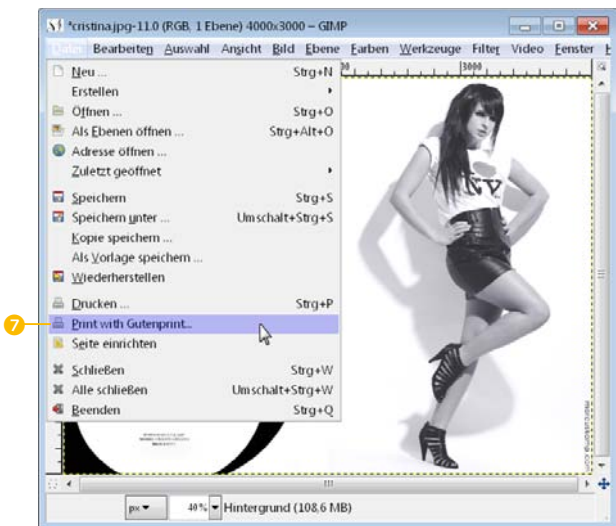 *cristina.jpg-11.0 (RGB, 1 Ebene) 4000x3000 – GIMP
Datei Bearbeiten Auswahl Ansicht Bild Ebene Farben Werkzeuge Filter Video Fenster
3000
Neu ... Strg+N
Erstellen
Öffnen ... Strg+O
Als Ebenen öffnen ... Strg+Alt+O
Adresse öffnen ...
Zuletzt geöffnet
Speichern Strg+S
Speichern unter ... Umschalt+Strg+S
Kopie speichern ...
Als Vorlage speichern ...
Wiederherstellen
Drucken ... Strg+P
7 Print with Gutenprint...
Seite einrichten
Schließen Strg+W
Alle schließen Umschalt+Strg+W
Beenden Strg+Q
px 40% Hintergrund (108,6 MB)